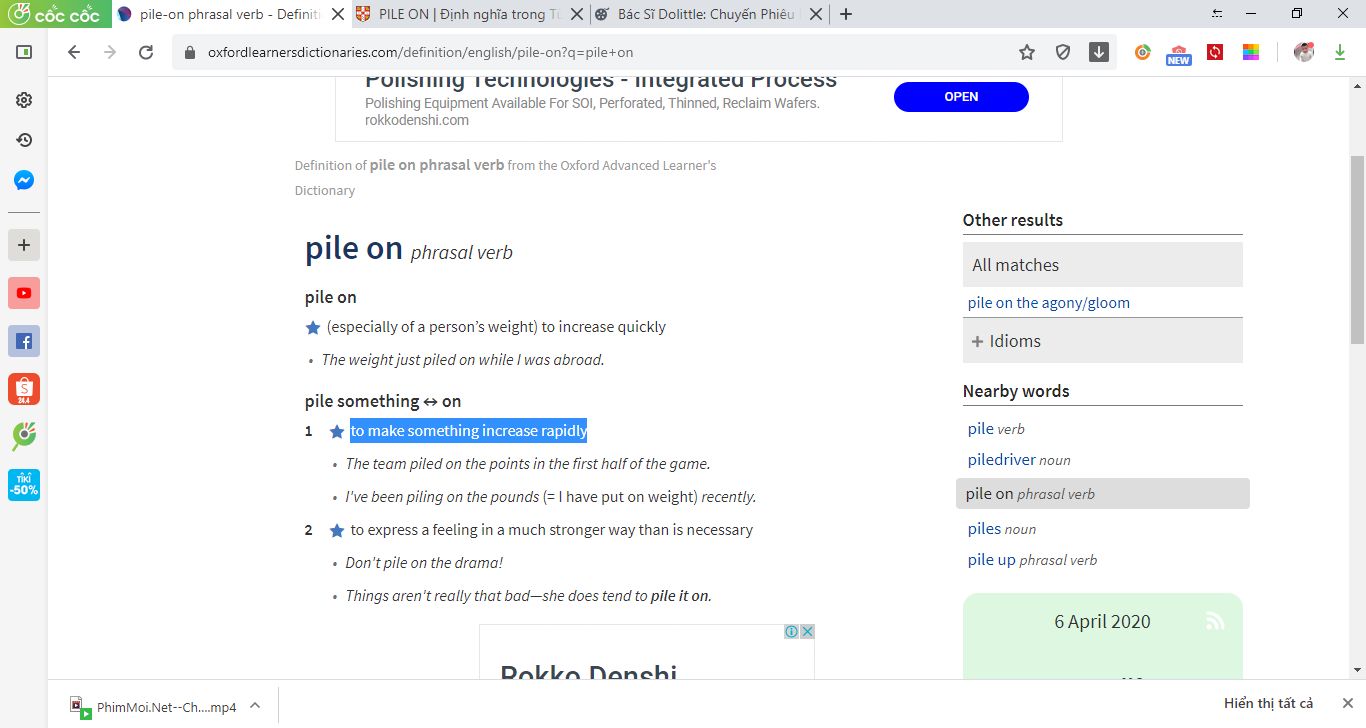 cốc cốc
pile-on phrasal verb - Definiti
PILE ON | Định nghĩa trong Từ
Bác Sĩ Dolittle: Chuyến Phiêu
oxfordlearnersdictionaries.com/definition/english/pile-on?q=pile+on
NEW
Polishing Technologies - Integrated Process
Polishing Equipment Available For SOI, Perforated, Thinned, Reclaim Wafers.
rokkodenshi.com
OPEN
Definition of pile on phrasal verb from the Oxford Advanced Learner's
Dictionary
pile on phrasal verb
pile on
(especially of a person's weight) to increase quickly
• The weight just piled on while I was abroad.
pile something ↔ on
1 to make something increase rapidly
• The team piled on the points in the first half of the game.
• I've been piling on the pounds (= I have put on weight) recently.
2 to express a feeling in a much stronger way than is necessary
• Don't pile on the drama!
• Things aren't really that bad—she does tend to pile it on.
Rokko Denshi
Other results
All matches
pile on the agony/gloom
+ Idioms
Nearby words
pile verb
piledriver noun
pile on phrasal verb
piles noun
pile up phrasal verb
6 April 2020
24.4
TIKI
-50%
PhimMoi.Net--Ch....mp4
Hiển thị tất cả